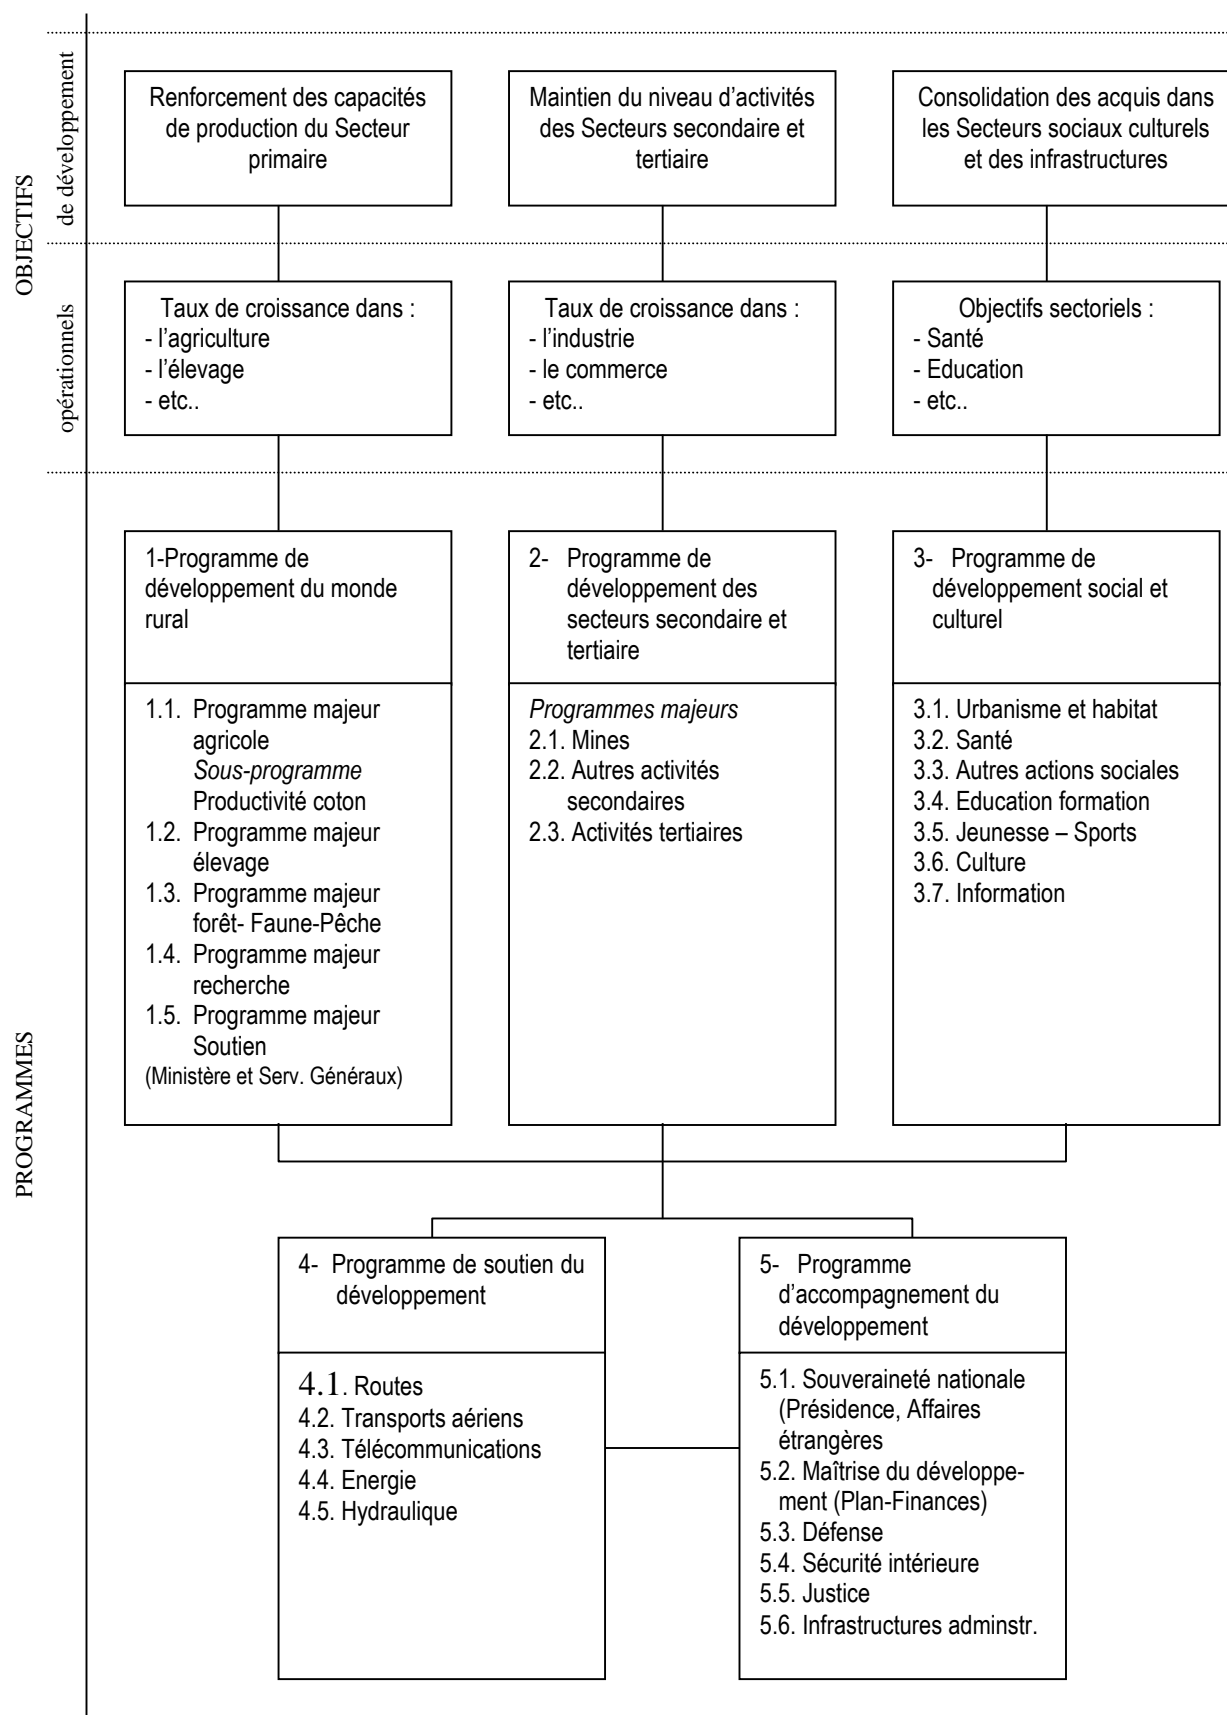 OBJECTIFS
de développement
Renforcement des capacités
de production du Secteur
primaire
Maintien du niveau d'activités
des Secteurs secondaire et
tertiaire
Consolidation des acquis dans
les Secteurs sociaux culturels
et des infrastructures
opérationnels
Taux de croissance dans :
- l'agriculture
- l'élevage
- etc..
Taux de croissance dans :
- l'industrie
- le commerce
- etc..
Objectifs sectoriels :
- Santé
- Education
- etc..
PROGRAMMES
1-Programme de
développement du monde
rural
1.1. Programme majeur
agricole
Sous-programme
Productivité coton
1.2. Programme majeur
élevage
1.3. Programme majeur
forêt- Faune-Pêche
1.4. Programme majeur
recherche
1.5. Programme majeur
Soutien
(Ministère et Serv. Généraux)
2- Programme de
développement des
secteurs secondaire et
tertiaire
Programmes majeurs
2.1. Mines
2.2. Autres activités
secondaires
2.3. Activités tertiaires
3- Programme de
développement social et
culturel
3.1. Urbanisme et habitat
3.2. Santé
3.3. Autres actions sociales
3.4. Education formation
3.5. Jeunesse – Sports
3.6. Culture
3.7. Information
4- Programme de soutien du
développement
4.1. Routes
4.2. Transports aériens
4.3. Télécommunications
4.4. Energie
4.5. Hydraulique
5- Programme
d'accompagnement du
développement
5.1. Souveraineté nationale
(Présidence, Affaires
étrangères
5.2. Maîtrise du développe-
ment (Plan-Finances)
5.3. Défense
5.4. Sécurité intérieure
5.5. Justice
5.6. Infrastructures adminstr.